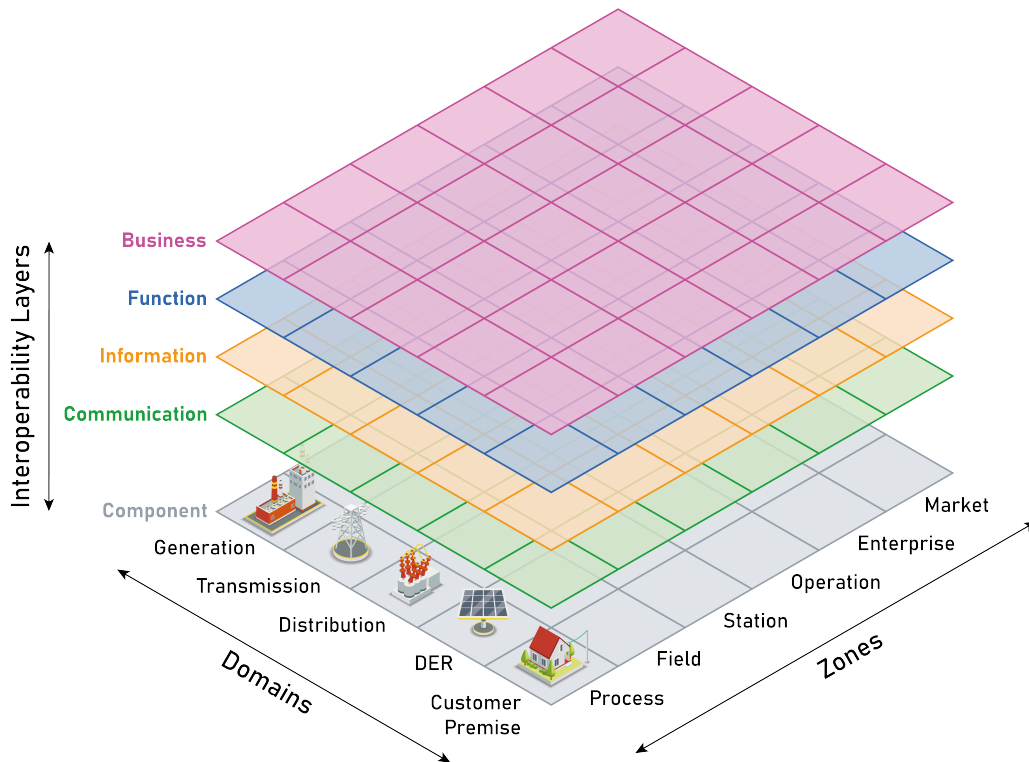 Interoperability Layers
Business
Function
Information
Communication
Component
Generation
Transmission
Distribution
DER
Customer
Premise
Domains
Process
Field
Station
Operation
Enterprise
Market
Zones